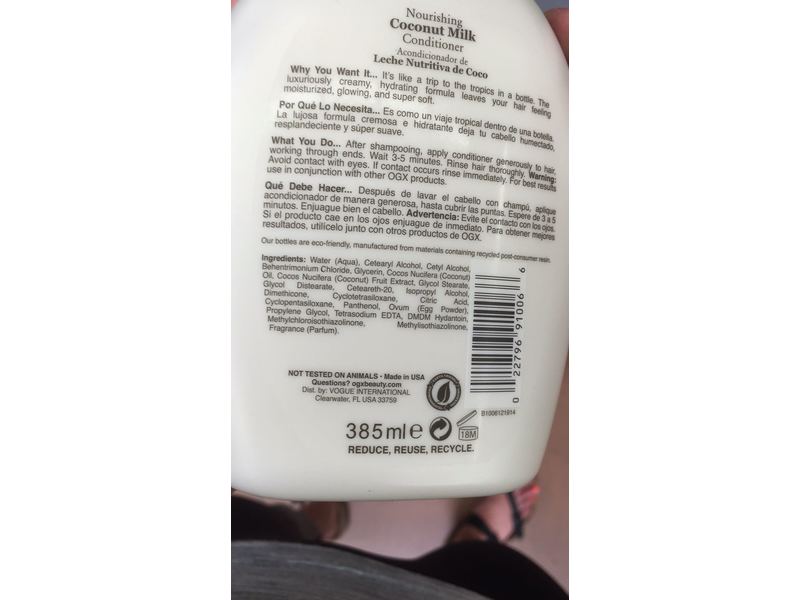 Nourishing
Coconut Milk
Conditioner
Acondicionador de
Leche Nutritiva de Coco
Why You Want It... It's like a trip to the tropics in a bottle. The
luxuriously creamy, hydrating formula leaves your hair feeling
moisturized, glowing, and super soft.
Por Qué Lo Necesita... Es como un viaje tropical dentro de una botella.
La lujosa formula cremosa e hidratante deja tu cabello humectado,
resplandeciente y súper suave.
What You Do... After shampooing, apply conditioner generously to hair,
working through ends. Wait 3-5 minutes. Rinse hair thoroughly. Warning:
Avoid contact with eyes. If contact occurs rinse immediately. For best results
use in conjunction with other OGX products.
Qué Debe Hacer... Después de lavar el cabello con champú, aplique
acondicionador de manera generosa, hasta cubrir las puntas. Espere de 3 a 5
minutos. Enjuague bien el cabello. Advertencia: Evite el contacto con los ojos.
Si el producto cae en los ojos enjuague de inmediato. Para obtener mejores
resultados, utilícelo junto con otros productos de OGX.
Our bottles are eco-friendly, manufactured from materials containing recycled post-consumer resin.
Ingredients: Water (Aqua), Cetearyl Alcohol, Cetyl Alcohol,
Behentrimonium Chloride, Glycerin, Cocos Nucifera (Coconut)
Oil, Cocos Nucifera (Coconut) Fruit Extract, Glycol Stearate,
Glycol Distearate, Ceteareth-20, Isopropyl Alcohol,
Dimethicone, Cyclotetrasiloxane, Citric Acid,
Cyclopentasiloxane, Panthenol, Ovum (Egg Powder),
Propylene Glycol, Tetrasodium EDTA, DMDM Hydantoin,
Methylchloroisothiazolinone, Methylisothiazolinone,
Fragrance (Parfum).
0 22796 91006 6
NOT TESTED ON ANIMALS • Made in USA
Questions? ogxbeauty.com
Dist. by: VOGUE INTERNATIONAL
Clearwater, FL USA 33759
B1006121914
385ml e
18M
REDUCE, REUSE, RECYCLE.